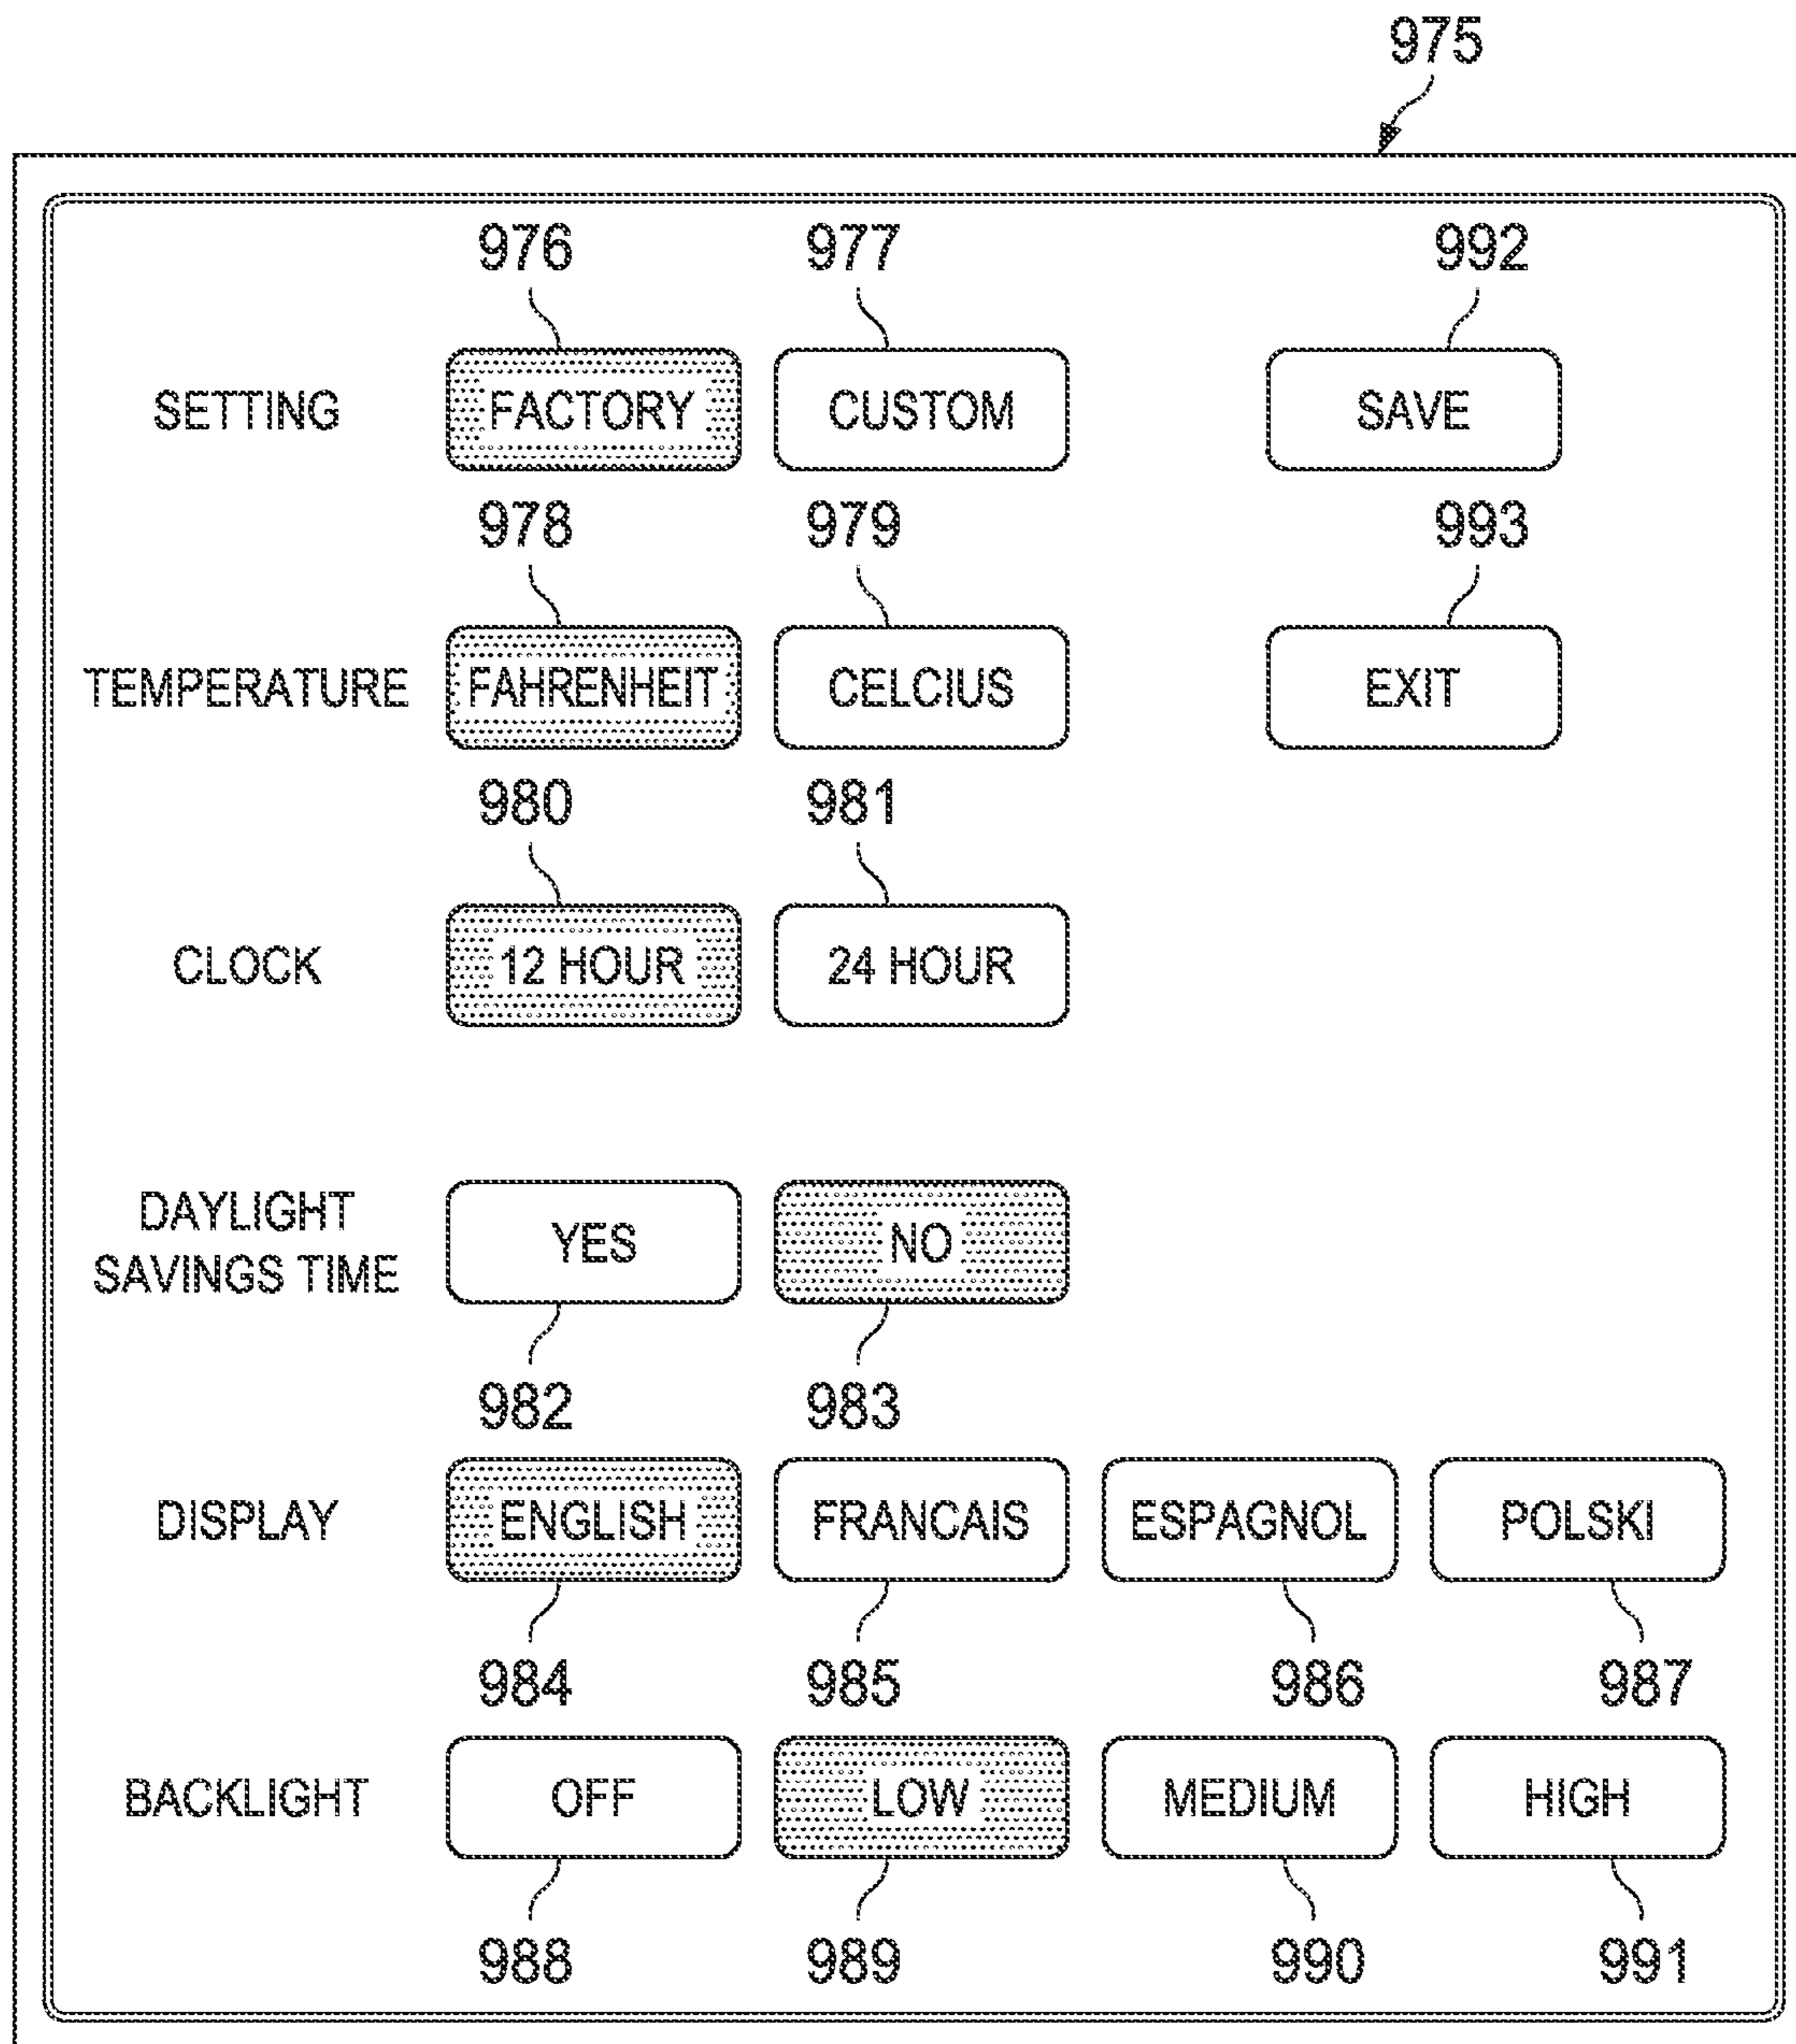 975
976 977 992
SETTING FACTORY CUSTOM SAVE
978 979 993
TEMPERATURE FAHRENHEIT CELCIUS EXIT
980 981
CLOCK 12 HOUR 24 HOUR
DAYLIGHT
SAVINGS TIME YES NO
982 983
DISPLAY ENGLISH FRANCAIS ESPAGNOL POLSKI
984 985 986 987
BACKLIGHT OFF LOW MEDIUM HIGH
988 989 990 991